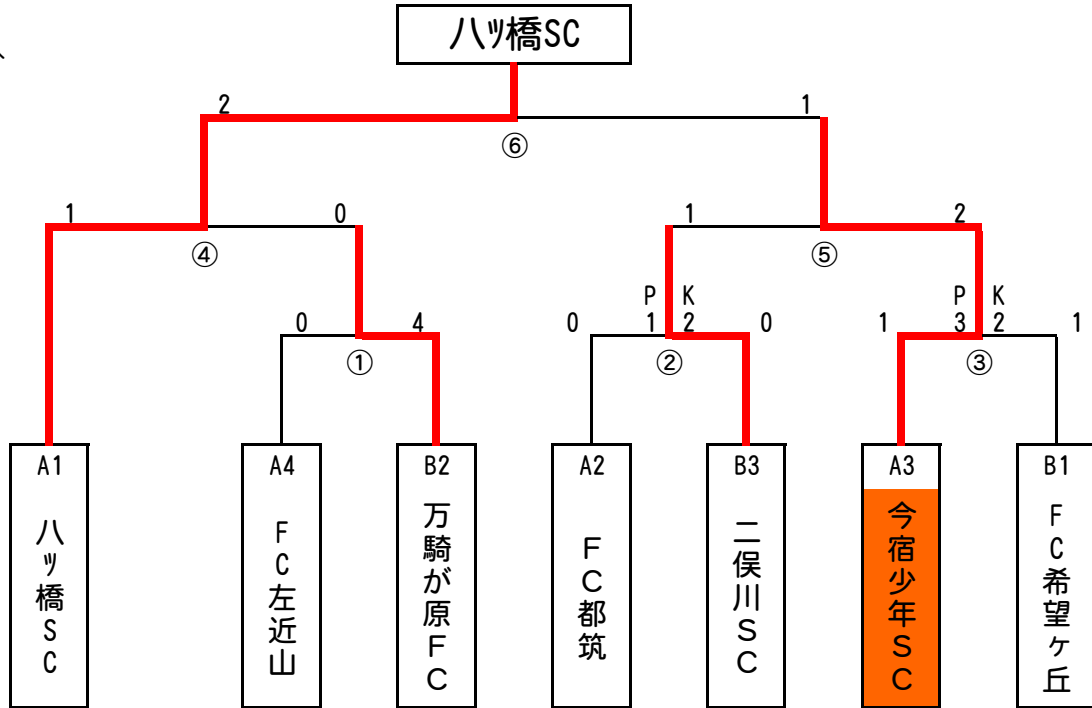 八ッ橋SC
2 1
⑥
1 0 1 2
④ ⑤
P K P K
0 4 0 1 2 0 1 3 2 1
① ② ③
A1 A4 B2 A2 B3 A3 B1
八ッ橋SC
FC左近山
万騎が原FC
FC都筑
二俣川SC
今宿少年SC
FC希望ヶ丘